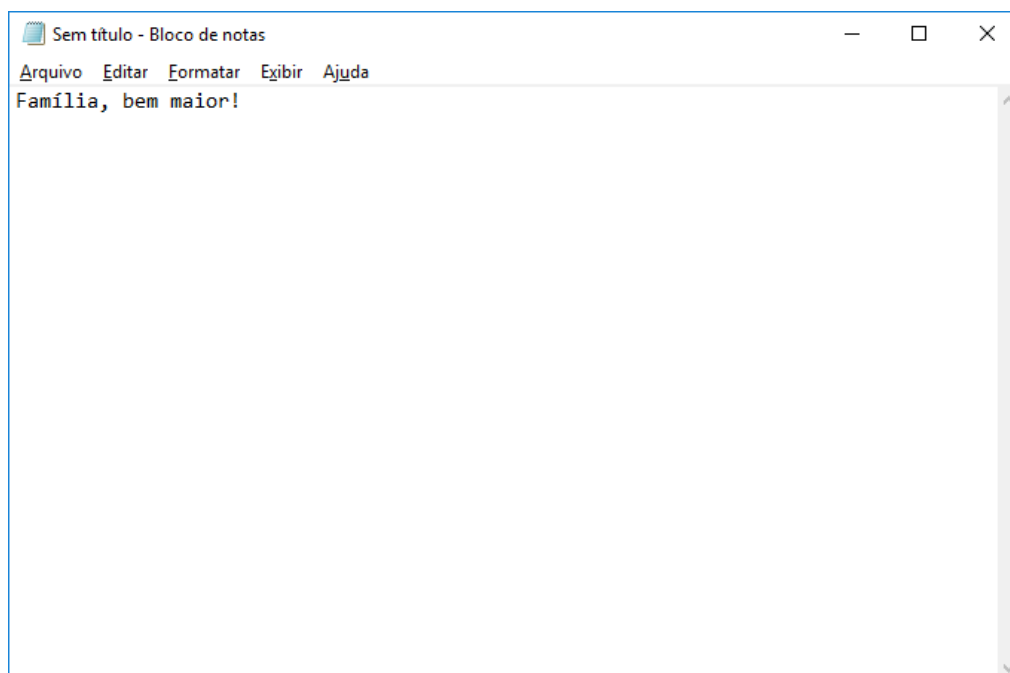 Sem título - Bloco de notas
Arquivo Editar Formatar Exibir Ajuda
Família, bem maior!